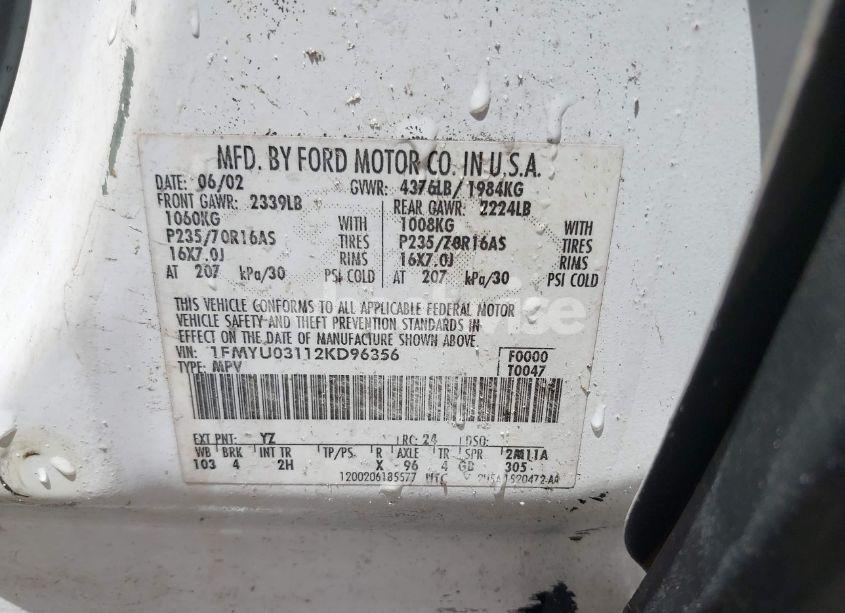 MFD. BY FORD MOTOR CO. IN U.S.A.
DATE: 06/02 GVWR: 4376LB/ 1984KG
FRONT GAWR: 2339LB REAR GAWR: 2224LB
1060KG WITH 1008KG WITH
P235/70R16AS TIRES P235/70R16AS TIRES
16X7.0J RIMS 16X7.0J RIMS
AT 207 kPa/30 PSI COLD AT 207 kPa/30 PSI COLD
THIS VEHICLE CONFORMS TO ALL APPLICABLE FEDERAL MOTOR
VEHICLE SAFETY AND THEFT PREVENTION STANDARDS IN
EFFECT ON THE DATE OF MANUFACTURE SHOWN ABOVE.
VIN: 1FMYU03112KD96356 F0000
TYPE: MPV T0047
EXT PNT: YZ RC: 24 DSO:
WB BRK INT TR TP/PS R AXLE TR SPR
103 4 2H X 96 4 GB 305
1200206185577